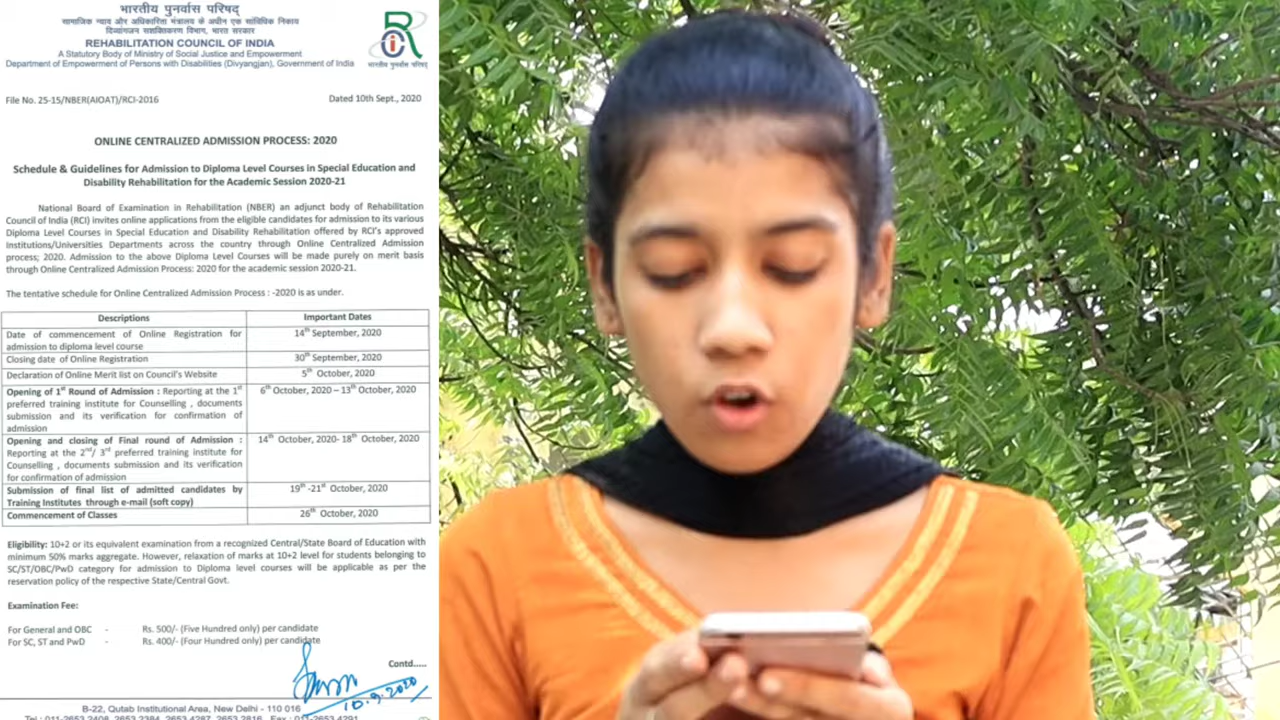 भारतीय पुनर्वास परिषद्
सामाजिक न्याय और अधिकारिता मंत्रालय के अधीन एक सांविधिक निकाय
दिव्यांगजन सशक्तिकरण विभाग, भारत सरकार
REHABILITATION COUNCIL OF INDIA
A Statutory Body of Ministry of Social Justice and Empowerment
Department of Empowerment of Persons with Disabilities (Divyangjan), Government of India
भारतीय पुनर्वास परिषद्
File No. 25-15/NBER(AIOAT)/RCI-2016 Dated 10th Sept., 2020
ONLINE CENTRALIZED ADMISSION PROCESS: 2020
Schedule & Guidelines for Admission to Diploma Level Courses in Special Education and
Disability Rehabilitation for the Academic Session 2020-21
National Board of Examination in Rehabilitation (NBER) an adjunct body of Rehabilitation
Council of India (RCI) invites online applications from the eligible candidates for admission to its various
Diploma Level Courses in Special Education and Disability Rehabilitation offered by RCI's approved
Institutions/Universities Departments across the country through Online Centralized Admission
process; 2020. Admission to the above Diploma Level Courses will be made purely on merit basis
through Online Centralized Admission Process: 2020 for the academic session 2020-21.
The tentative schedule for Online Centralized Admission Process : -2020 is as under.
Descriptions Important Dates
Date of commencement of Online Registration for 14th September, 2020
admission to diploma level course
Closing date of Online Registration 30th September, 2020
Declaration of Online Merit list on Council's Website 5th October, 2020
Opening of 1st Round of Admission : Reporting at the 1st 6th October, 2020 – 13th October, 2020
preferred training institute for Counselling , documents
submission and its verification for confirmation of
admission
Opening and closing of Final round of Admission : 14th October, 2020- 18th October, 2020
Reporting at the 2nd/ 3rd preferred training institute for
Counselling , documents submission and its verification
for confirmation of admission
Submission of final list of admitted candidates by 19th -21st October, 2020
Training Institutes through e-mail (soft copy)
Commencement of Classes 26th October, 2020
Eligibility: 10+2 or its equivalent examination from a recognized Central/State Board of Education with
minimum 50% marks aggregate. However, relaxation of marks at 10+2 level for students belonging to
SC/ST/OBC/PwD category for admission to Diploma level courses will be applicable as per the
reservation policy of the respective State/Central Govt.
Examination Fee:
For General and OBC - Rs. 500/- (Five Hundred only) per candidate
For SC, ST and PwD - Rs. 400/- (Four Hundred only) per candidate
Contd.....
10.9.2020
B-22, Qutab Institutional Area, New Delhi - 110 016
Tel : 011-2653 2408, 2653 2384, 2653 4287, 2653 2816, Fax : 011-2653 4291